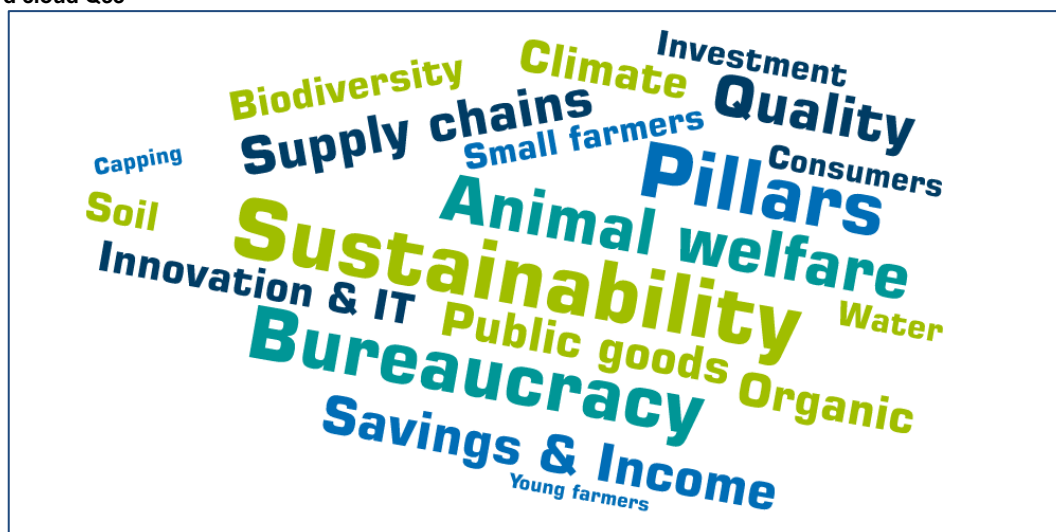 Investment
Climate
Biodiversity
Quality
Supply chains
Small farmers
Consumers
Capping
Pillars
Animal welfare
Soil
Sustainability
Innovation & IT
Water
Public goods
Bureaucracy
Organic
Savings & Income
Young farmers